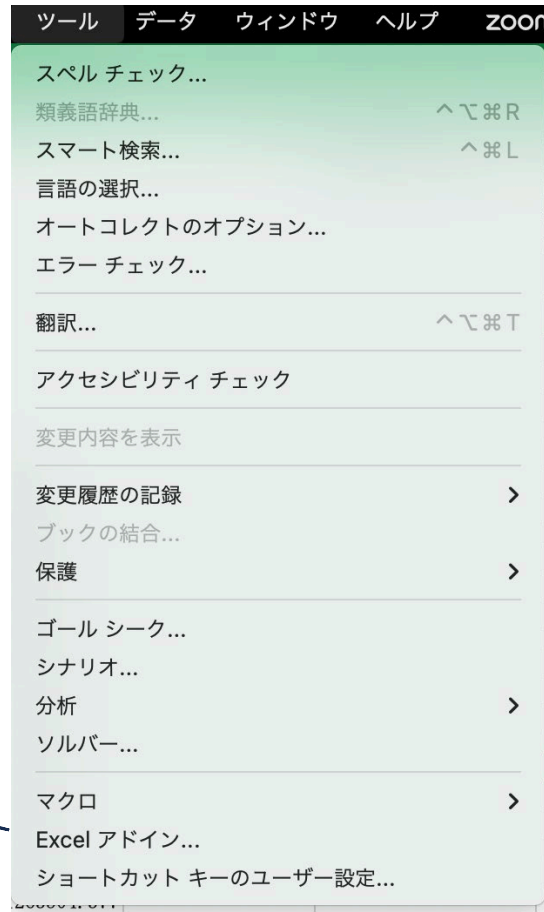 ツール データ ウィンドウ ヘルプ
スペル チェック...
類義語辞典... ^⌥⌘R
スマート検索... ^⌘L
言語の選択...
オートコレクトのオプション...
エラー チェック...
翻訳... ^⌥⌘T
アクセシビリティ チェック
変更内容を表示
変更履歴の記録 >
ブックの結合...
保護 >
ゴール シーク...
シナリオ...
分析 >
ソルバー...
マクロ >
Excel アドイン...
ショートカット キーのユーザー設定...